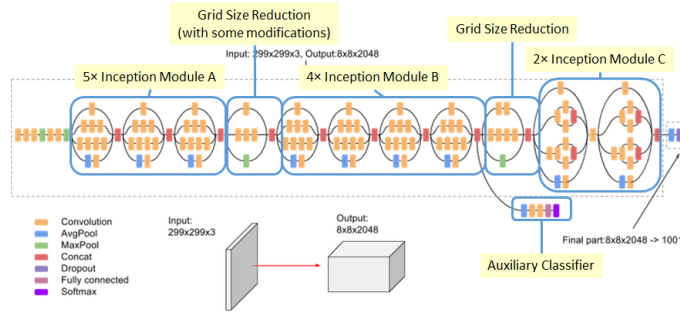 Grid Size Reduction
(with some modifications)
Grid Size Reduction
Input: 299x299x3, Output:8x8x2048
5× Inception Module A
4× Inception Module B
2× Inception Module C
Convolution
AvgPool
MaxPool
Concat
Dropout
Fully connected
Softmax
Input:
299x299x3
Output:
8x8x2048
Auxiliary Classifier
Final part:8x8x2048 -> 1001